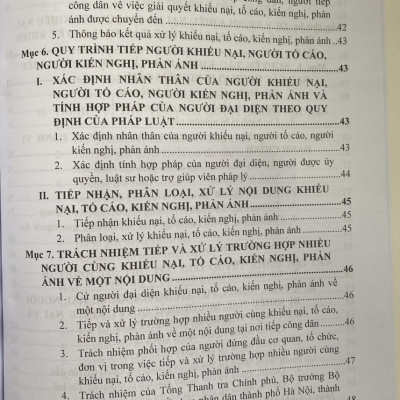 công dân về việc giải quyết khiếu nại, tố cáo, kiến nghị, phản
ánh được chuyển đến ...... 42
5. Thông báo kết quả xử lý khiếu nại, tố cáo, kiến nghị, phản ánh .. 43
Mục 6. QUY TRÌNH TIẾP NGƯỜI KHIẾU NẠI, NGƯỜI TỐ CÁO,
NGƯỜI KIẾN NGHỊ, PHẢN ÁNH ...... 43
I. XÁC ĐỊNH NHÂN THÂN CỦA NGƯỜI KHIẾU NẠI,
NGƯỜI TỐ CÁO, NGƯỜI KIẾN NGHỊ, PHẢN ÁNH VÀ
TÍNH HỢP PHÁP CỦA NGƯỜI ĐẠI DIỆN THEO QUY
ĐỊNH CỦA PHÁP LUẬT ...... 43
1. Xác định nhân thân của người khiếu nại, người tố cáo, người
kiến nghị, phản ánh ...... 43
2. Xác định tính hợp pháp của người đại diện, người được ủy
quyền, luật sư hoặc trợ giúp viên pháp lý ...... 44
II. TIẾP NHẬN, PHÂN LOẠI, XỬ LÝ NỘI DUNG KHIẾU
NẠI, TỐ CÁO, KIẾN NGHỊ, PHẢN ÁNH ...... 45
1. Tiếp nhận khiếu nại, tố cáo, kiến nghị, phản ánh ...... 45
2. Phân loại, xử lý khiếu nại, tố cáo, kiến nghị, phản ánh ...... 45
Mục 7. TRÁCH NHIỆM TIẾP VÀ XỬ LÝ TRƯỜNG HỢP NHIỀU
NGƯỜI CÙNG KHIẾU NẠI, TỐ CÁO, KIẾN NGHỊ, PHẢN
ÁNH VỀ MỘT NỘI DUNG ...... 46
1. Cử người đại diện khiếu nại, tố cáo, kiến nghị, phản ánh về
một nội dung ...... 46
2. Tiếp và xử lý trường hợp nhiều người cùng khiếu nại, tố cáo,
kiến nghị, phản ánh về một nội dung tại nơi tiếp công dân ...... 46
3. Trách nhiệm phối hợp của người đứng đầu cơ quan, tổ chức,
đơn vị trong việc tiếp và xử lý trường hợp nhiều người cùng
khiếu nại, tố cáo, kiến nghị, phản ánh ...... 47
4. Trách nhiệm của Tổng Thanh tra Chính phủ, Bộ trưởng Bộ
nhân dân thành phố Hà Nội, thành
48